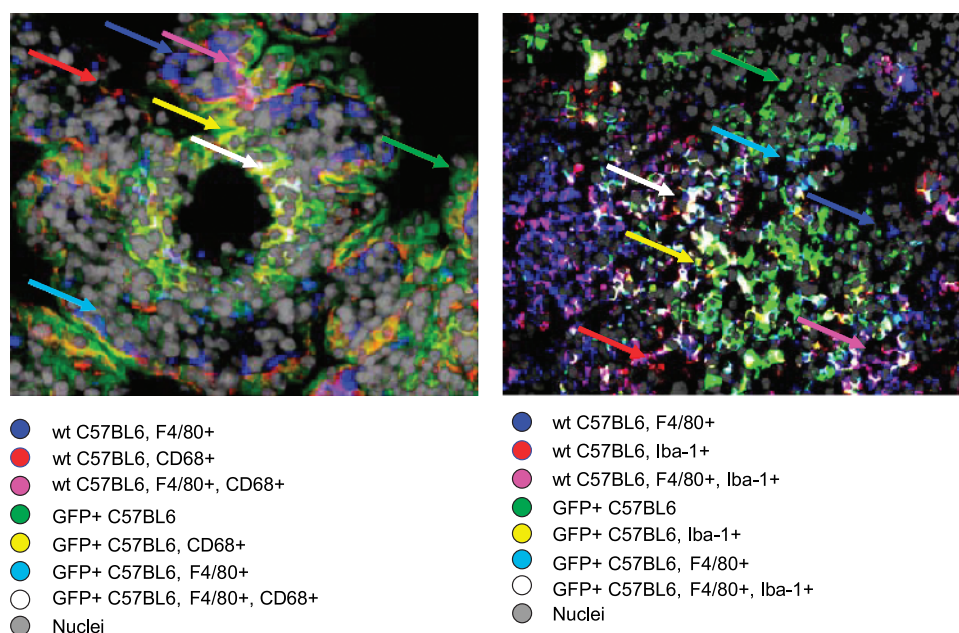 wt C57BL6, F4/80+
wt C57BL6, CD68+
wt C57BL6, F4/80+, CD68+
GFP+ C57BL6
GFP+ C57BL6, CD68+
GFP+ C57BL6, F4/80+
GFP+ C57BL6, F4/80+, CD68+
Nuclei
wt C57BL6, F4/80+
wt C57BL6, Iba-1+
wt C57BL6, F4/80+, Iba-1+
GFP+ C57BL6
GFP+ C57BL6, Iba-1+
GFP+ C57BL6, F4/80+
GFP+ C57BL6, F4/80+, Iba-1+
Nuclei